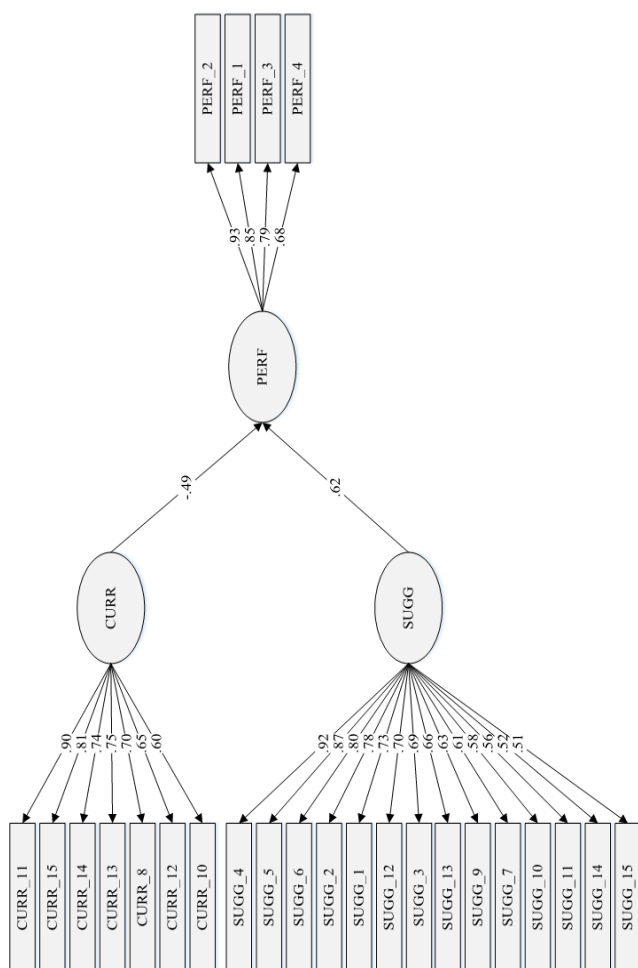 PERF_2
PERF_1
PERF_3
PERF_4
.93
.85
.79
.68
PERF
-.49
.62
CURR
SUGG
.90
.81
.74
.75
.70
.65
.60
.92
.87
.80
.78
.73
.70
.69
.66
.63
.61
.58
.56
.52
.51
CURR_11
CURR_15
CURR_14
CURR_13
CURR_8
CURR_12
CURR_10
SUGG_4
SUGG_5
SUGG_6
SUGG_2
SUGG_1
SUGG_12
SUGG_3
SUGG_13
SUGG_9
SUGG_7
SUGG_10
SUGG_11
SUGG_14
SUGG_15